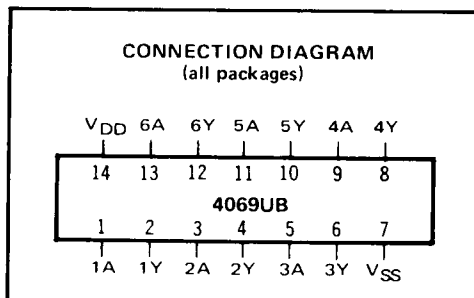 CONNECTION DIAGRAM
(all packages)
VDD 6A 6Y 5A 5Y 4A 4Y
14 13 12 11 10 9 8
4069UB
1 2 3 4 5 6 7
1A 1Y 2A 2Y 3A 3Y VSS